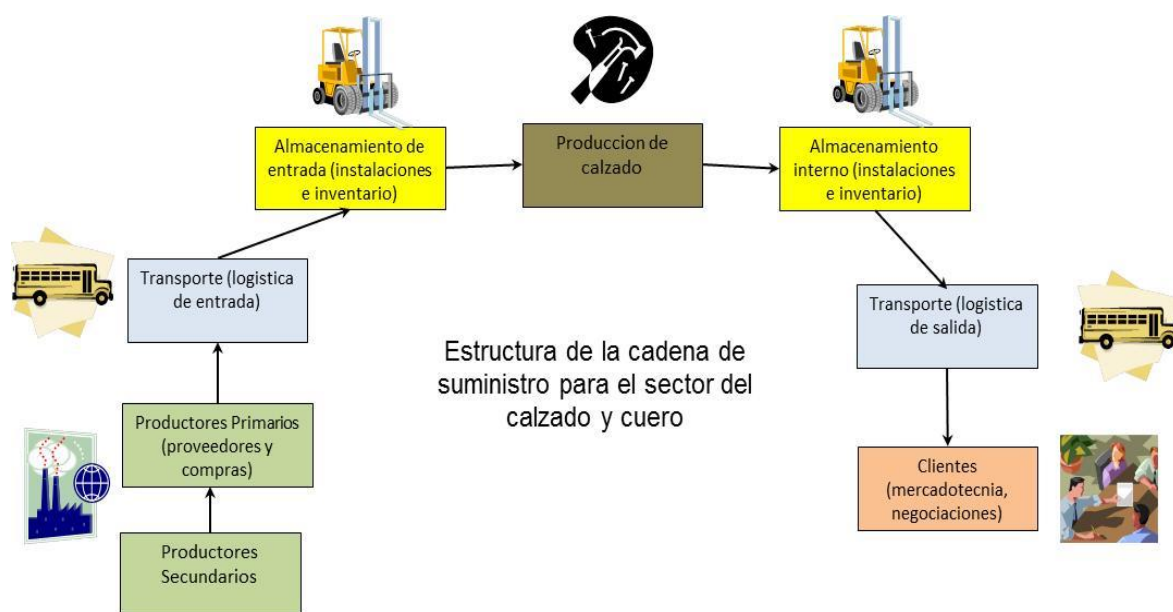 Almacenamiento de
entrada (instalaciones
e inventario)
Produccion de
calzado
Almacenamiento
interno (instalaciones
e inventario)
Transporte (logistica
de entrada)
Transporte (logistica
de salida)
Estructura de la cadena de
suministro para el sector del
calzado y cuero
Productores Primarios
(proveedores y
compras)
Clientes
(mercadotecnia,
negociaciones)
Productores
Secundarios